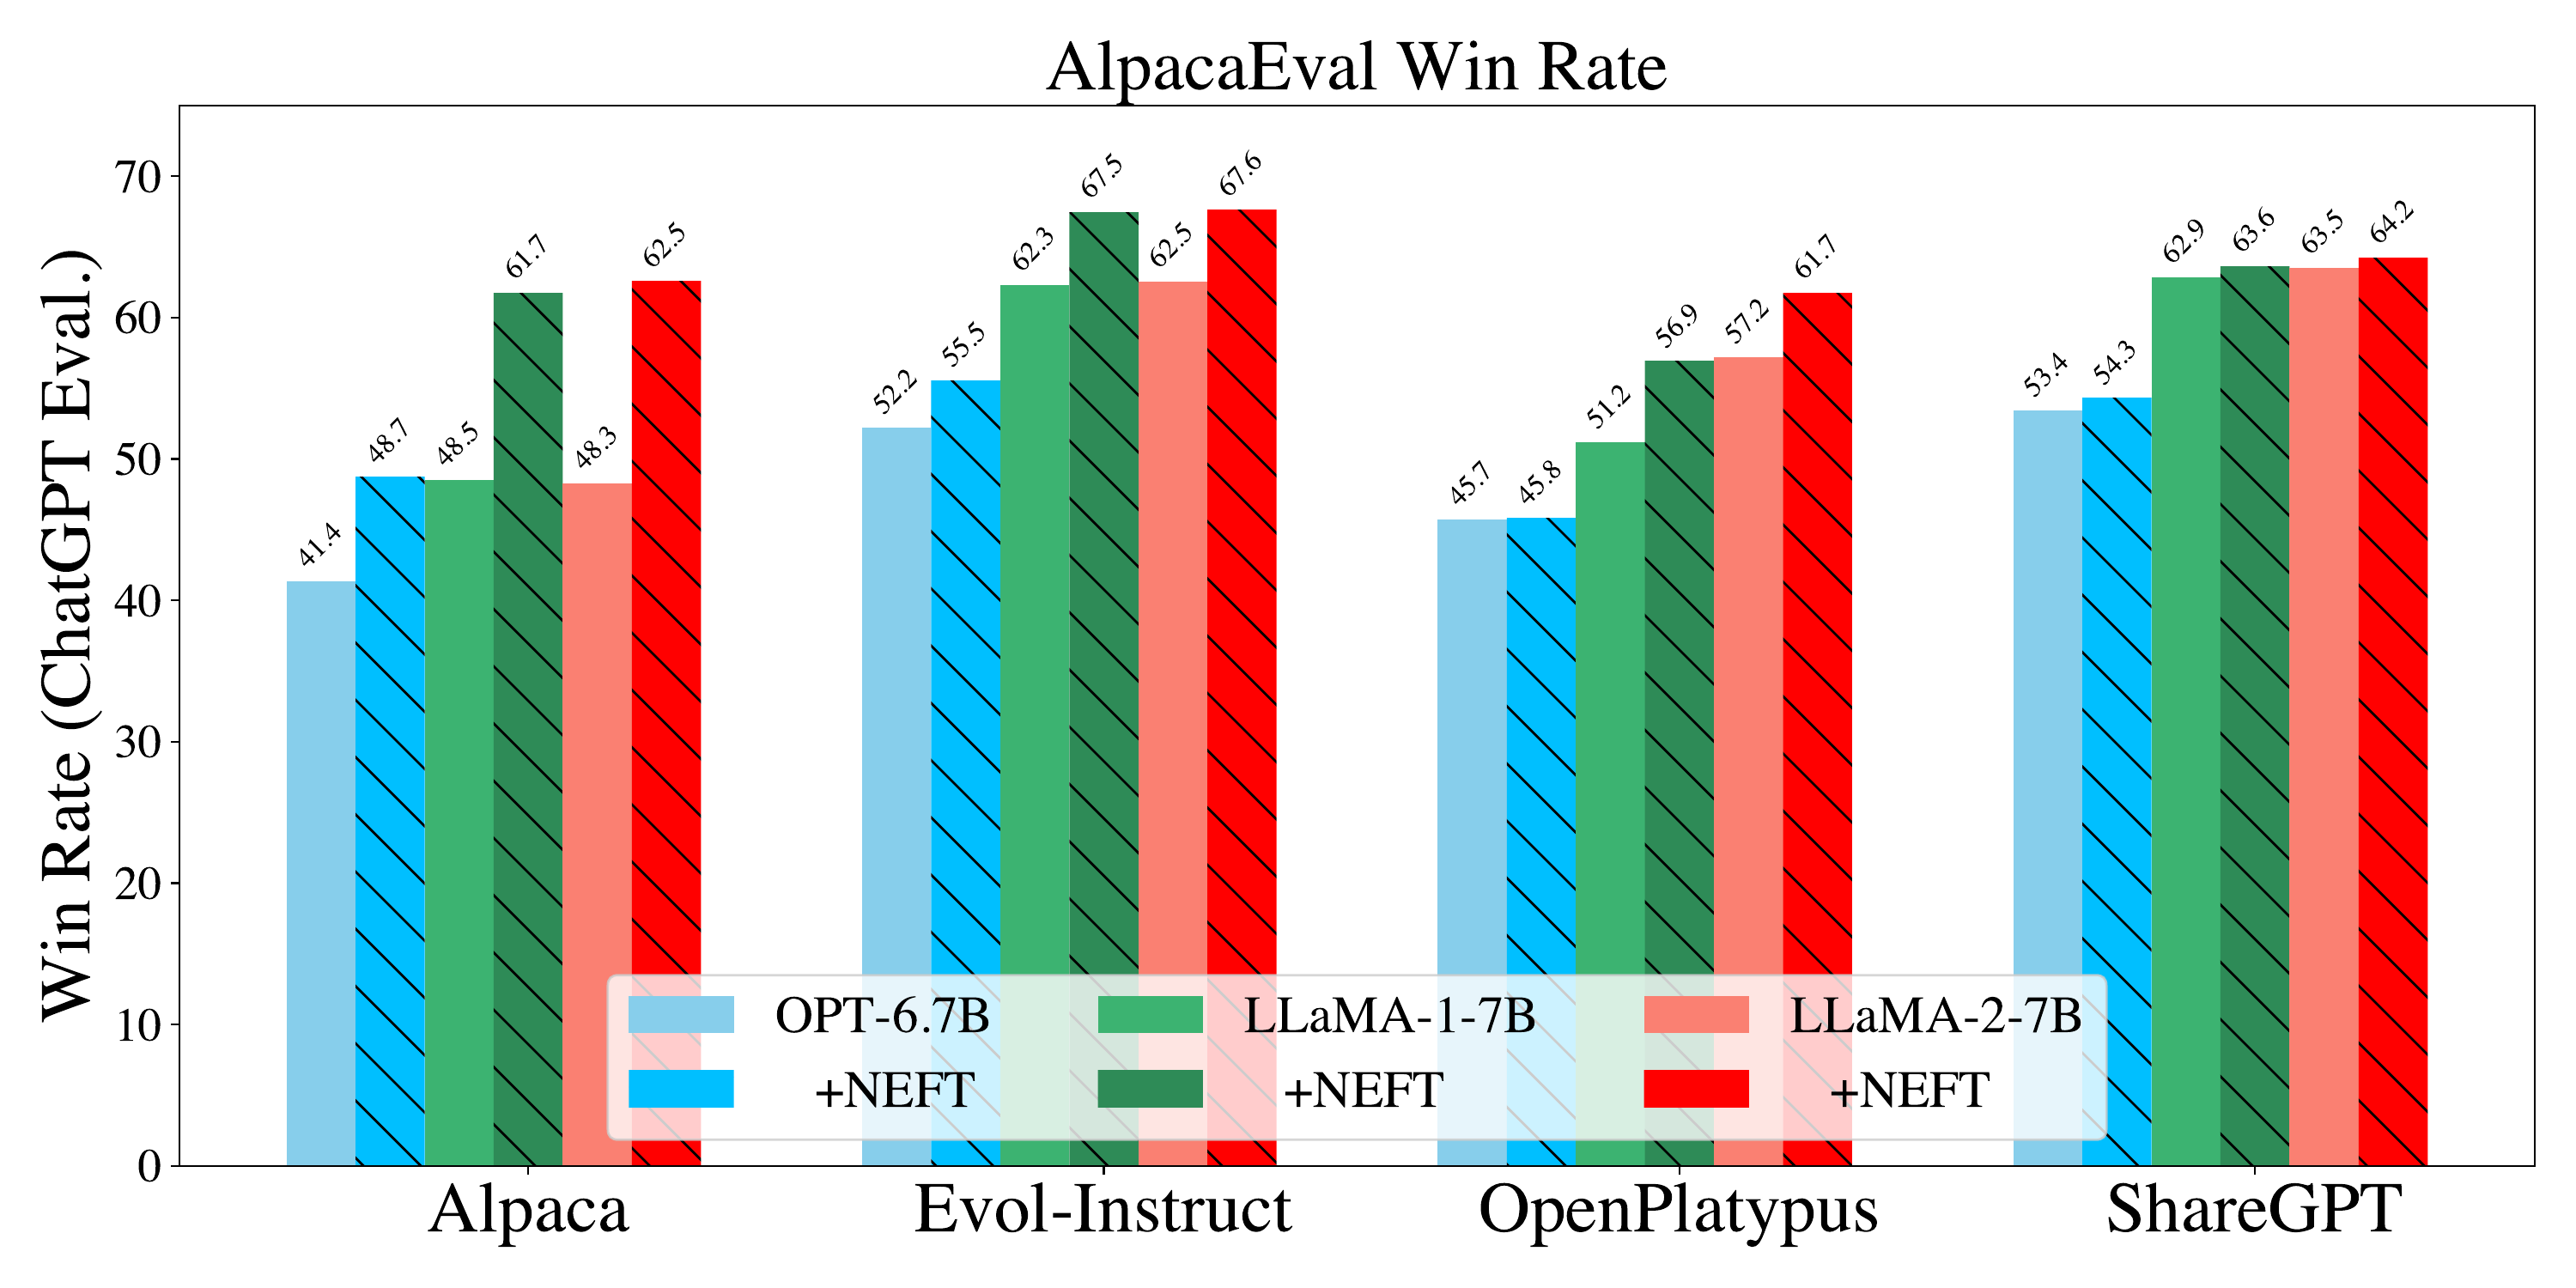 AlpacaEval Win Rate
Win Rate (ChatGPT Eval.)
70
60
50
40
30
20
10
0
41.4 48.7 48.5 61.7 48.3 62.5
52.2 55.5 62.3 67.5 62.5 67.6
45.7 45.8 51.2 56.9 57.2 61.7
53.4 54.3 62.9 63.6 63.5 64.2
OPT-6.7B LLaMA-1-7B LLaMA-2-7B
+NEFT +NEFT +NEFT
Alpaca Evol-Instruct OpenPlatypus ShareGPT